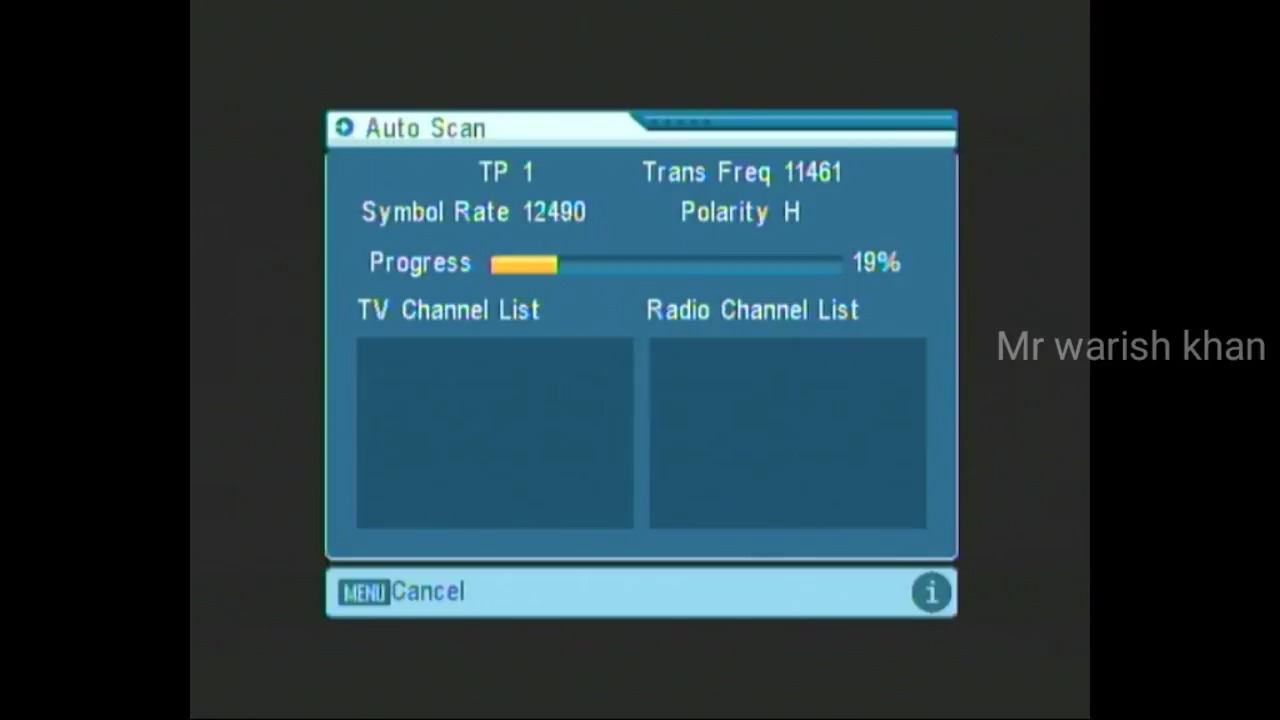 Auto Scan
TP 1
Trans Freq 11461
Symbol Rate 12490
Polarity H
Progress
19%
TV Channel List
Radio Channel List
Mr warish khan
MENU Cancel
i